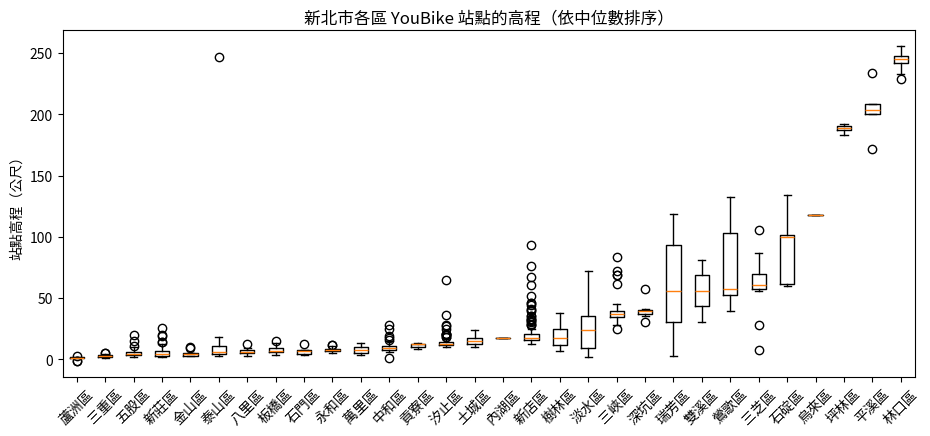 新北市各區 YouBike 站點的高程（依中位數排序）
站點高程（公尺）
250
200
150
100
50
0
蘆洲區
三重區
五股區
新莊區
金山區
泰山區
八里區
板橋區
石門區
永和區
萬里區
中和區
貢寮區
汐止區
土城區
內湖區
新店區
樹林區
淡水區
三峽區
深坑區
瑞芳區
雙溪區
鶯歌區
三芝區
石碇區
烏來區
坪林區
平溪區
林口區